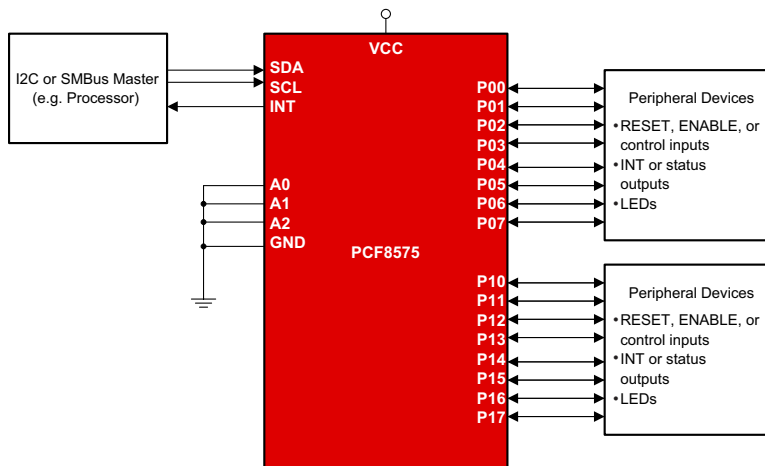 VCC
I2C or SMBus Master
(e.g. Processor)
SDA
SCL
INT
A0
A1
A2
GND
PCF8575
P00
P01
P02
P03
P04
P05
P06
P07
Peripheral Devices
•RESET, ENABLE, or
control inputs
•INT or status
outputs
•LEDs
P10
P11
P12
P13
P14
P15
P16
P17
Peripheral Devices
•RESET, ENABLE, or
control inputs
•INT or status
outputs
•LEDs